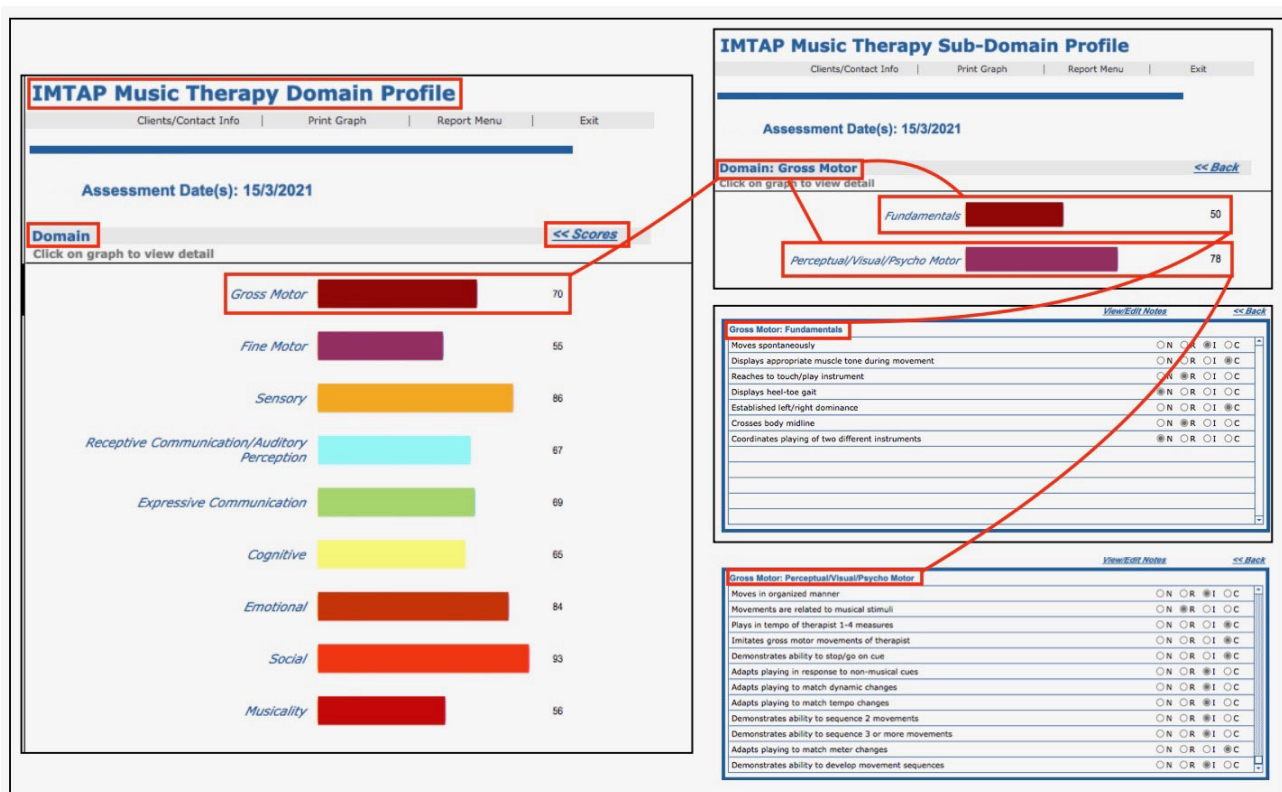 IMTAP Music Therapy Domain Profile
Clients/Contact Info | Print Graph | Report Menu | Exit
Assessment Date(s): 15/3/2021
Domain << Scores
Click on graph to view detail
Gross Motor 70
Fine Motor 55
Sensory 86
Receptive Communication/Auditory
Perception 67
Expressive Communication 69
Cognitive 65
Emotional 84
Social 93
Musicality 56
IMTAP Music Therapy Sub-Domain Profile
Clients/Contact Info | Print Graph | Report Menu | Exit
Assessment Date(s): 15/3/2021
Domain: Gross Motor << Back
Click on graph to view detail
Fundamentals 50
Perceptual/Visual/Psycho Motor 78
View/Edit Notes << Back
Gross Motor: Fundamentals
Moves spontaneously N R I C
Displays appropriate muscle tone during movement N R I C
Reaches to touch/play instrument N R I C
Displays heel-toe gait N R I C
Established left/right dominance N R I C
Crosses body midline N R I C
Coordinates playing of two different instruments N R I C
View/Edit Notes << Back
Gross Motor: Perceptual/Visual/Psycho Motor
Moves in organized manner N R I C
Movements are related to musical stimuli N R I C
Plays in tempo of therapist 1-4 measures N R I C
Imitates gross motor movements of therapist N R I C
Demonstrates ability to stop/go on cue N R I C
Adapts playing in response to non-musical cues N R I C
Adapts playing to match dynamic changes N R I C
Adapts playing to match tempo changes N R I C
Demonstrates ability to sequence 2 movements N R I C
Demonstrates ability to sequence 3 or more movements N R I C
Adapts playing to match meter changes N R I C
Demonstrates ability to develop movement sequences N R I C